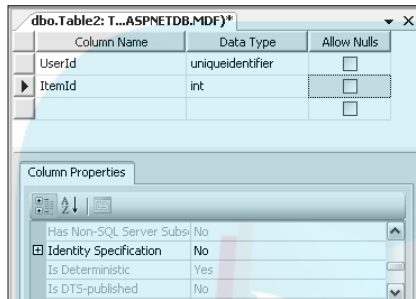 dbo.Table2: T...ASPNETDB.MDF)*
Column Name Data Type Allow Nulls
UserId uniqueidentifier
ItemId int
Column Properties
Has Non-SQL Server Subs No
Identity Specification No
Is Deterministic Yes
Is DTS-published No